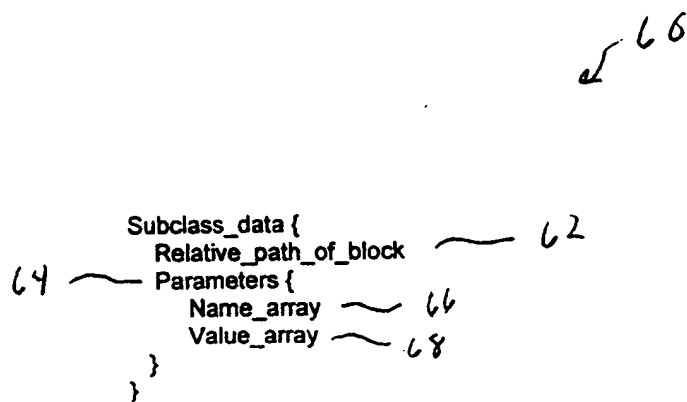 60
Subclass_data {
Relative_path_of_block 62
64 Parameters {
Name_array 66
Value_array 68
}
}